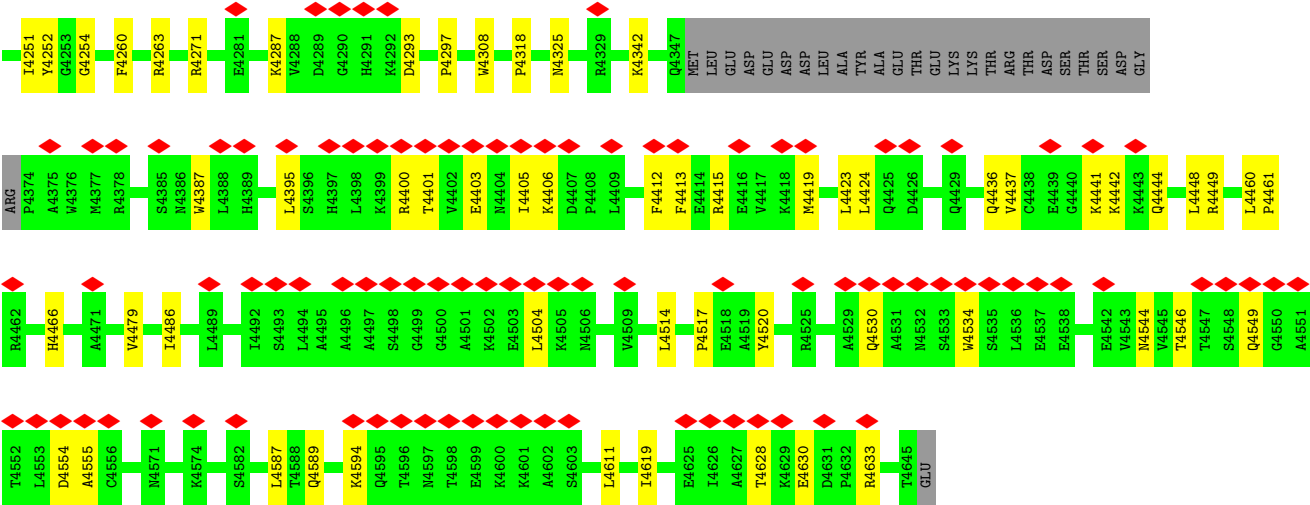 I4251 Y4252 G4253 G4254 F4260 R4263 R4271 E4281 K4287 V4288 D4289 G4290 H4291 K4292 D4293 P4297 W4308 P4318 N4325 R4329 K4342 Q4347 MET LEU GLU ASP GLU ASP ASP LEU ALA TYR ALA GLU THR GLU LYS LYS THR ARG THR ASP SER THR SER ASP GLY
ARG P4374 A4375 W4376 M4377 R4378 S4385 N4386 W4387 L4388 H4389 L4395 S4396 H4397 L4398 K4399 R4400 T4401 V4402 E4403 N4404 I4405 K4406 D4407 P4408 L4409 F4412 F4413 E4414 R4415 E4416 V4417 K4418 M4419 L4423 L4424 Q4425 D4426 Q4429 Q4436 V4437 C4438 E4439 G4440 K4441 K4442 K4443 Q4444 L4448 R4449 L4460 P4461
R4462 H4466 A4471 V4479 I4486 L4489 I4492 S4493 L4494 A4495 A4496 A4497 S4498 G4499 G4500 A4501 K4502 E4503 L4504 K4505 N4506 V4509 L4514 P4517 E4518 A4519 Y4520 R4525 A4529 Q4530 A4531 N4532 S4533 W4534 S4535 L4536 E4537 E4538 E4542 V4543 N4544 V4545 T4546 T4547 S4548 Q4549 G4550 A4551
T4552 L4553 D4554 A4555 C4556 N4571 K4574 S4582 L4587 T4588 Q4589 K4594 Q4595 T4596 N4597 T4598 E4599 K4600 K4601 A4602 S4603 L4611 I4619 E4625 I4626 A4627 T4628 K4629 E4630 D4631 P4632 R4633 T4645 GLU